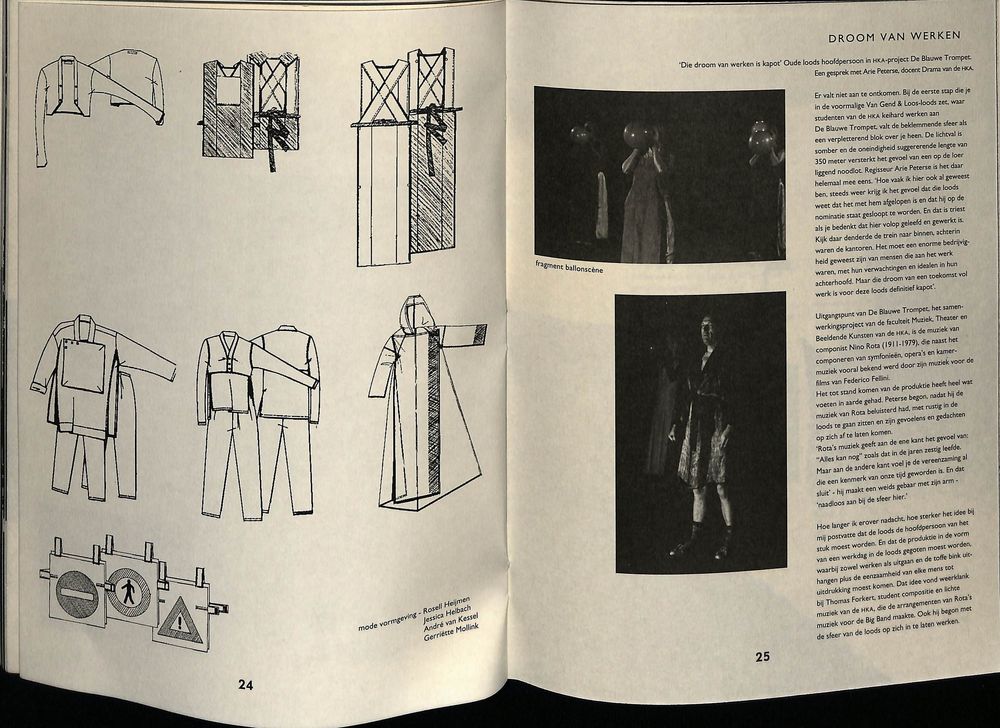 mode vormgeving - Rosell Heijmen
Jessica Helbach
André van Kessel
Gerriëtte Mollink
24
DROOM VAN WERKEN
'Die droom van werken is kapot' Oude loods hoofdpersoon in HKA-project De Blauwe Trompet.
Een gesprek met Arie Peterse, docent Drama van de HKA.
fragment ballonscène
Er valt niet aan te ontkomen. Bij de eerste stap die je
in de voormalige Van Gend & Loos-loods zet, waar
studenten van de HKA keihard werken aan
De Blauwe Trompet, valt de beklemmende sfeer als
een verpletterend blok over je heen. De lichtval is
somber en de oneindigheid suggererende lengte van
350 meter versterkt het gevoel van een op de loer
liggend noodlot. Regisseur Arie Peterse is het daar
helemaal mee eens. 'Hoe vaak ik hier ook al geweest
ben, steeds weer krijg ik het gevoel dat die loods
weet dat het met hem afgelopen is en dat hij op de
nominatie staat gesloopt te worden. En dat is triest
als je bedenkt dat hier volop geleefd en gewerkt is.
Kijk daar denderde de trein naar binnen, achterin
waren de kantoren. Het moet een enorme bedrijvig-
heid geweest zijn van mensen die aan het werk
waren, met hun verwachtingen en idealen in hun
achterhoofd. Maar die droom van een toekomst vol
werk is voor deze loods definitief kapot'.
Uitgangspunt van De Blauwe Trompet, het samen-
werkingsproject van de faculteit Muziek, Theater en
Beeldende Kunsten van de HKA, is de muziek van
componist Nino Rota (1911-1979), die naast het
componeren van symfonieën, opera's en kamer-
muziek vooral bekend werd door zijn muziek voor de
films van Federico Fellini.
Het tot stand komen van de produktie heeft heel wat
voeten in aarde gehad. Peterse begon, nadat hij de
muziek van Rota beluisterd had, met rustig in de
loods te gaan zitten en zijn gevoelens en gedachten
op zich af te laten komen.
'Rota's muziek geeft aan de ene kant het gevoel van:
"Alles kan nog" zoals dat in de jaren zestig leefde.
Maar aan de andere kant voel je de vereenzaming al
die een kenmerk van onze tijd geworden is. En dat
sluit' - hij maakt een weids gebaar met zijn arm -
'naadloos aan bij de sfeer hier.'
Hoe langer ik erover nadacht, hoe sterker het idee bij
mij postvatte dat de loods de hoofdpersoon van het
stuk moest worden. En dat de produktie in de vorm
van een werkdag in de loods gegoten moest worden,
waarbij zowel werken als uitgaan en de toffe bink uit-
hangen plus de eenzaamheid van elke mens tot
uitdrukking moest komen. Dat idee vond weerklank
bij Thomas Forkert, student compositie en lichte
muziek van de HKA, die de arrangementen van Rota's
muziek voor de Big Band maakte. Ook hij begon met
de sfeer van de loods op zich in te laten werken.
25